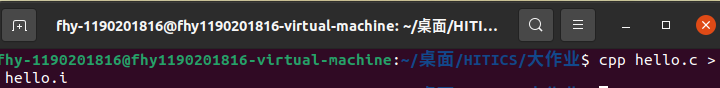 fhy-1190201816@fhy1190201816-virtual-machine: ~/桌面/HITI...
fhy-1190201816@fhy1190201816-virtual-machine:~/桌面/HITICS/大作业$ cpp hello.c >
hello.i